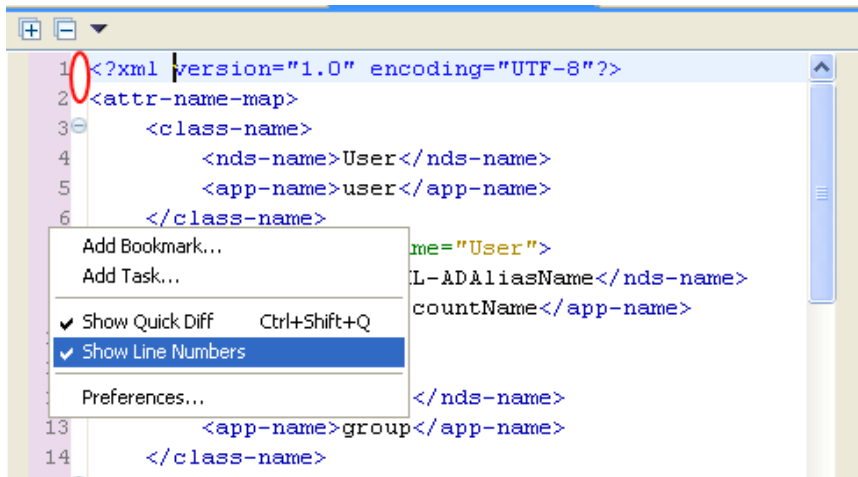 1 <?xml version="1.0" encoding="UTF-8"?>
2 <attr-name-map>
3 <class-name>
4 <nds-name>User</nds-name>
5 <app-name>user</app-name>
6 </class-name>
Add Bookmark... me="User">
Add Task... L-ADAliasName</nds-name>
countName</app-name>
Show Quick Diff Ctrl+Shift+Q
Show Line Numbers
Preferences... </nds-name>
13 <app-name>group</app-name>
14 </class-name>